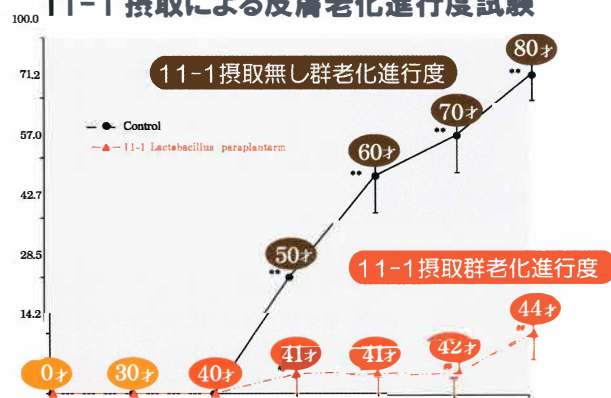 11-1 摂取による皮膚老化進行度試験
100.0
80才
**
71.2
11-1摂取無し群老化進行度
70才
**
Control
57.0
11-1 Lactobacillus paraplantarm
60才
**
42.7
50才
**
28.5
11-1摂取群老化進行度
14.2
44才
**
0才
30才
40才
41才
*
41才
42才
**